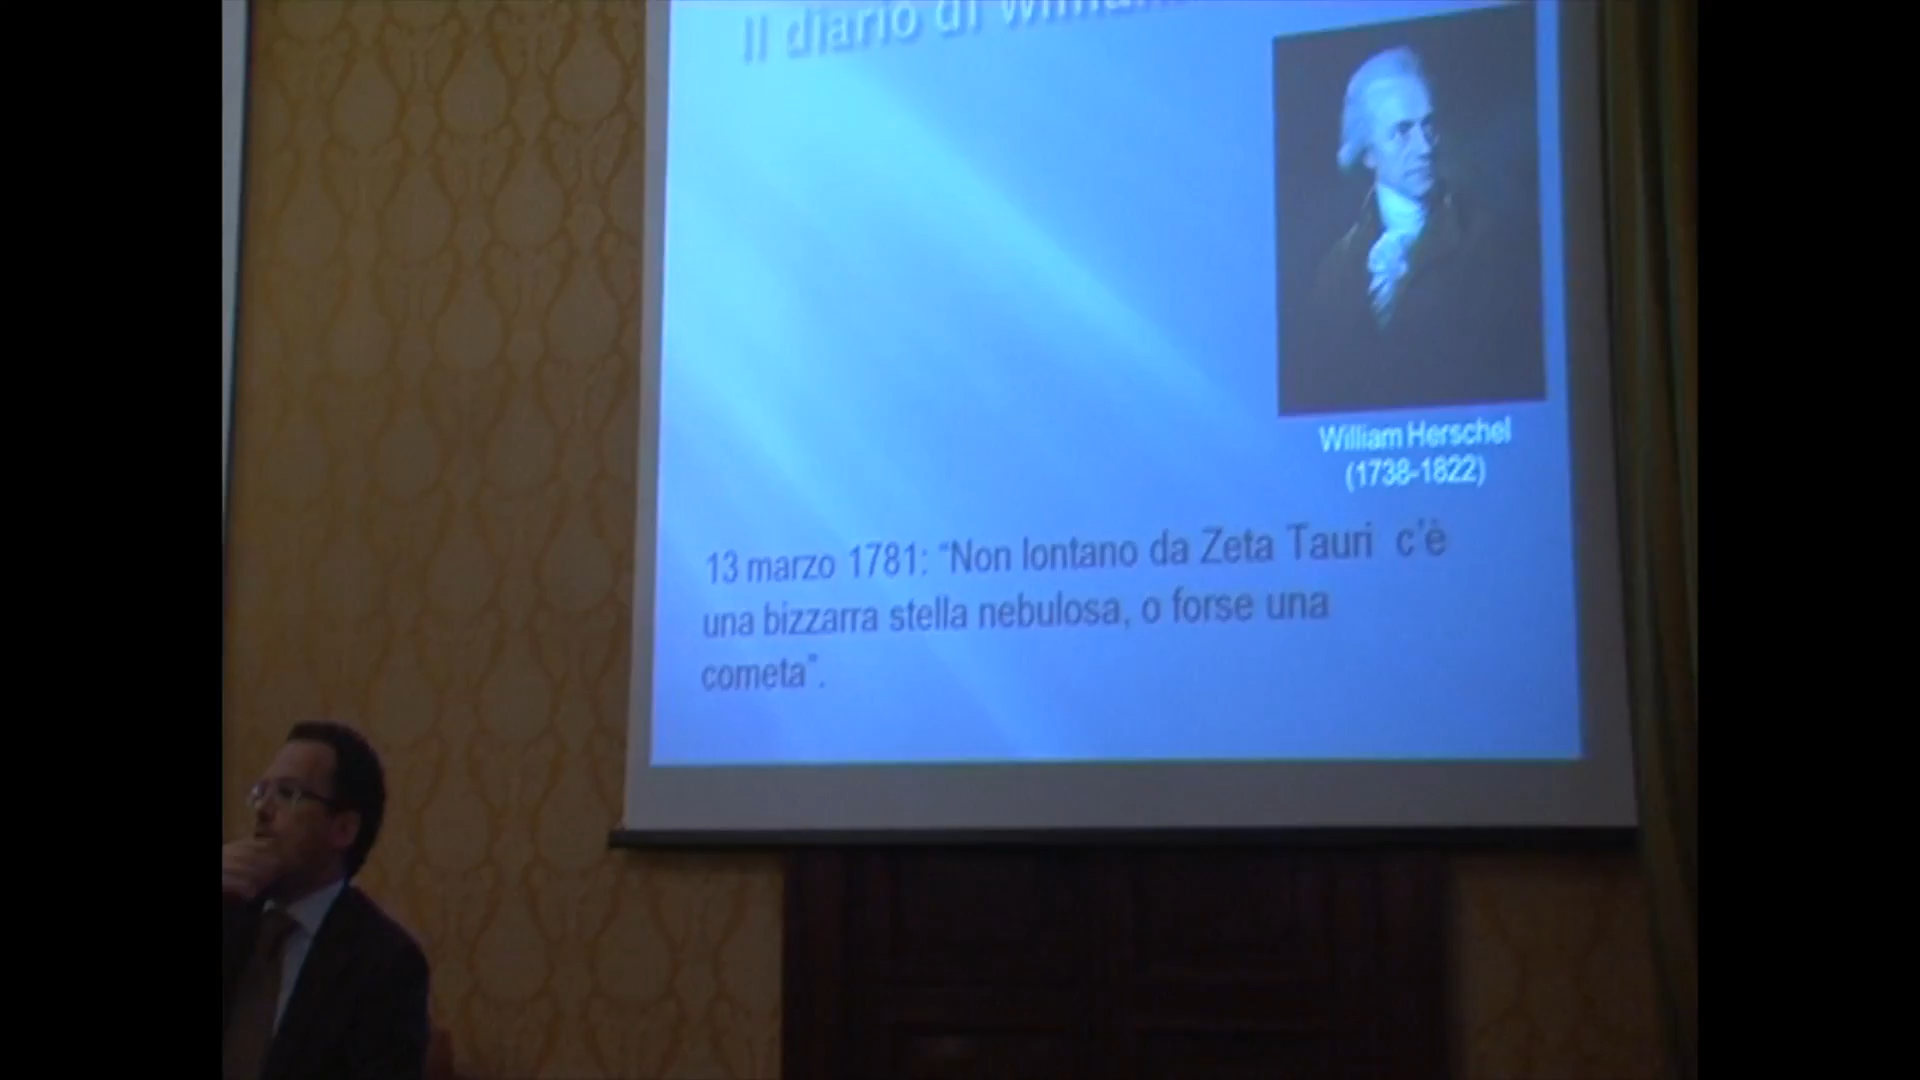 Il diario di
William Herschel
(1738-1822)
13 marzo 1781: “Non lontano da Zeta Tauri c'è
una bizzarra stella nebulosa, o forse una
cometa”.